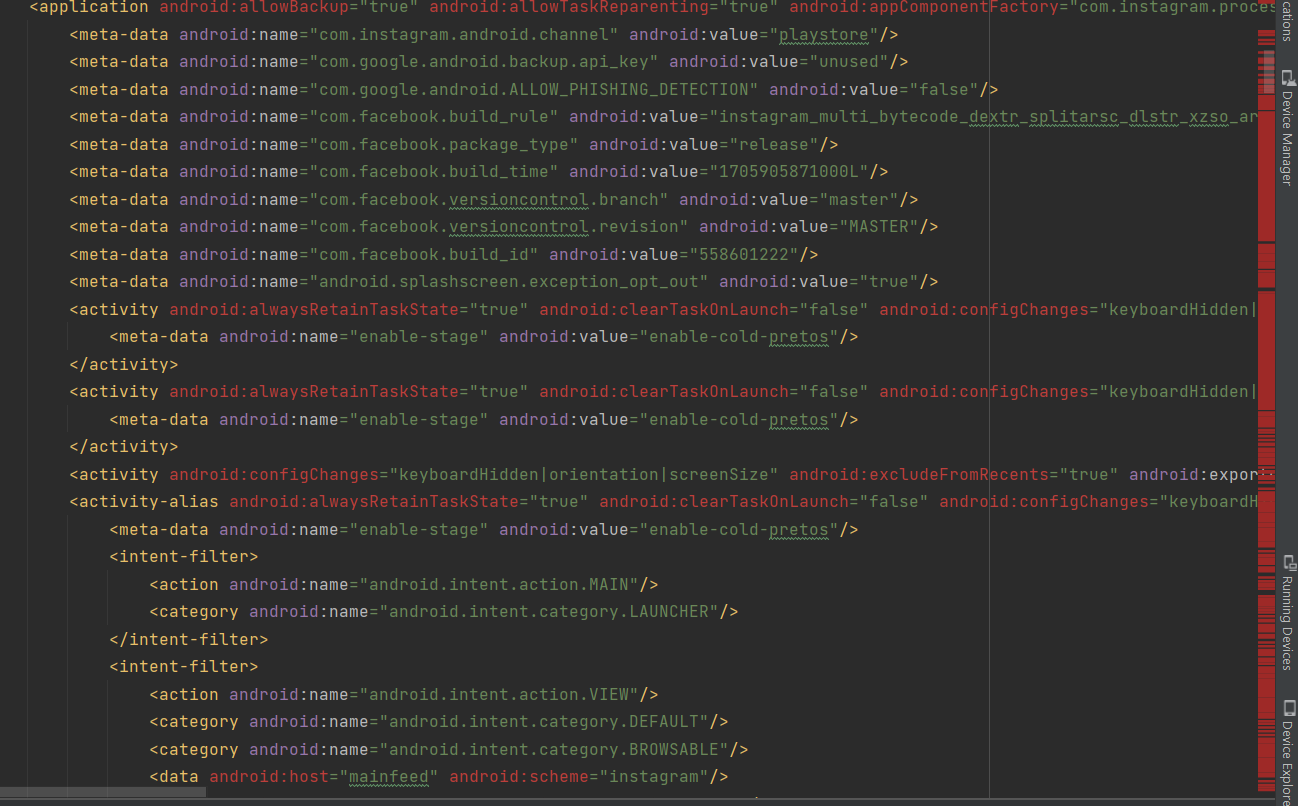 <application android:allowBackup="true" android:allowTaskReparenting="true" android:appComponentFactory="com.instagram.proces
<meta-data android:name="com.instagram.android.channel" android:value="playstore"/>
<meta-data android:name="com.google.android.backup.api_key" android:value="unused"/>
<meta-data android:name="com.google.android.ALLOW_PHISHING_DETECTION" android:value="false"/>
<meta-data android:name="com.facebook.build_rule" android:value="instagram_multi_bytecode_dextr_splitarsc_dlstr_xzso_ar
<meta-data android:name="com.facebook.package_type" android:value="release"/>
<meta-data android:name="com.facebook.build_time" android:value="1705905871000L"/>
<meta-data android:name="com.facebook.versioncontrol.branch" android:value="master"/>
<meta-data android:name="com.facebook.versioncontrol.revision" android:value="MASTER"/>
<meta-data android:name="com.facebook.build_id" android:value="558601222"/>
<meta-data android:name="android.splashscreen.exception_opt_out" android:value="true"/>
<activity android:alwaysRetainTaskState="true" android:clearTaskOnLaunch="false" android:configChanges="keyboardHidden|
<meta-data android:name="enable-stage" android:value="enable-cold-pretos"/>
</activity>
<activity android:alwaysRetainTaskState="true" android:clearTaskOnLaunch="false" android:configChanges="keyboardHidden|
<meta-data android:name="enable-stage" android:value="enable-cold-pretos"/>
</activity>
<activity android:configChanges="keyboardHidden|orientation|screenSize" android:excludeFromRecents="true" android:expor
<activity-alias android:alwaysRetainTaskState="true" android:clearTaskOnLaunch="false" android:configChanges="keyboardH
<meta-data android:name="enable-stage" android:value="enable-cold-pretos"/>
<intent-filter>
<action android:name="android.intent.action.MAIN"/>
<category android:name="android.intent.category.LAUNCHER"/>
</intent-filter>
<intent-filter>
<action android:name="android.intent.action.VIEW"/>
<category android:name="android.intent.category.DEFAULT"/>
<category android:name="android.intent.category.BROWSABLE"/>
<data android:host="mainfeed" android:scheme="instagram"/>
cations
Device Manager
Running Devices
Device Explore